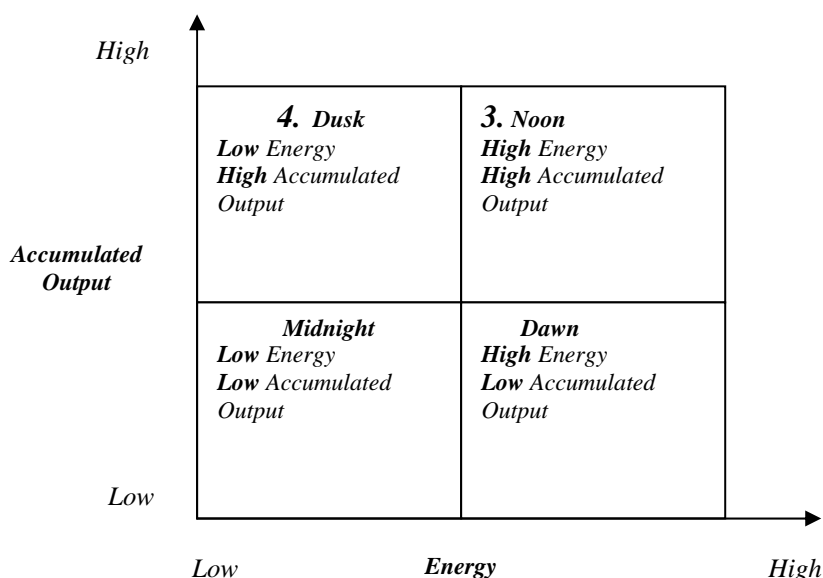 High
4. Dusk
Low Energy
High Accumulated
Output
3. Noon
High Energy
High Accumulated
Output
Accumulated
Output
Midnight
Low Energy
Low Accumulated
Output
Dawn
High Energy
Low Accumulated
Output
Low
Low
Energy
High